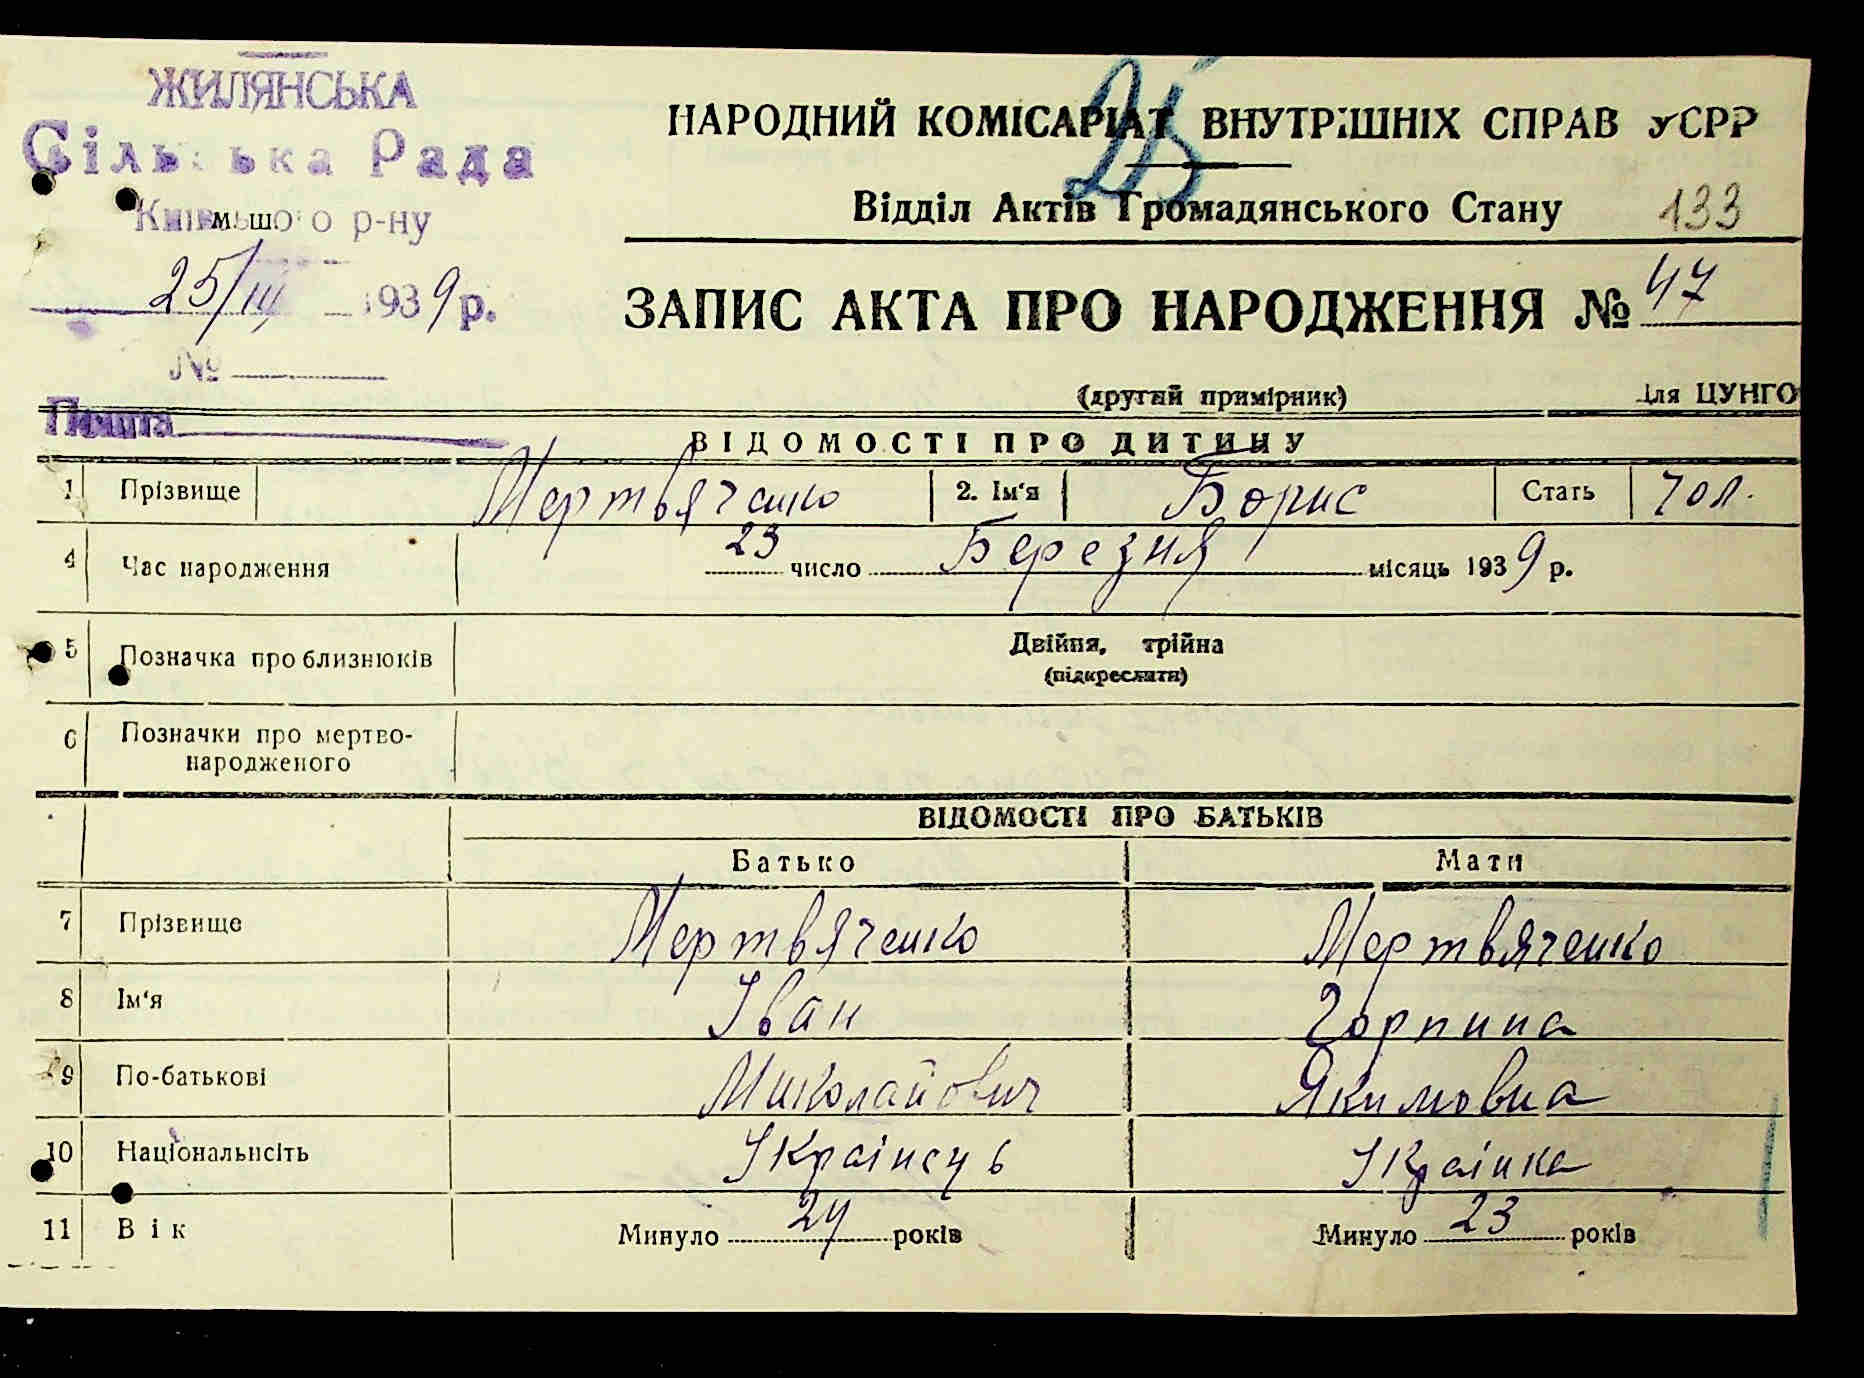 ЖИЛЯНСЬКА
Сільська Рада
р-ну
25/III 1939 р.
№
Пошта
25
НАРОДНИЙ КОМІСАРІАТ ВНУТРІШНІХ СПРАВ УСРР
Відділ Актів Громадянського Стану
133
ЗАПИС АКТА ПРО НАРОДЖЕННЯ № 47
(другий примірник) Для ЦУНГО
ВІДОМОСТІ ПРО ДИТИНУ
1 Прізвище Мертвяченко 2. Ім'я Борис Стать чол.
4 Час народження 23 число Березня місяць 1939 р.
5 Позначка про близнюків Двійня, трійна
(підкреслити)
6 Позначки про мертво-
народженого
ВІДОМОСТІ ПРО БАТЬКІВ
Батько Мати
7 Прізвище Мертвяченко Мертвяченко
8 Ім'я Іван Горпина
9 По-батькові Миколайович Якимовна
10 Національність Українець Українка
11 Вік Минуло 24 років Минуло 23 років